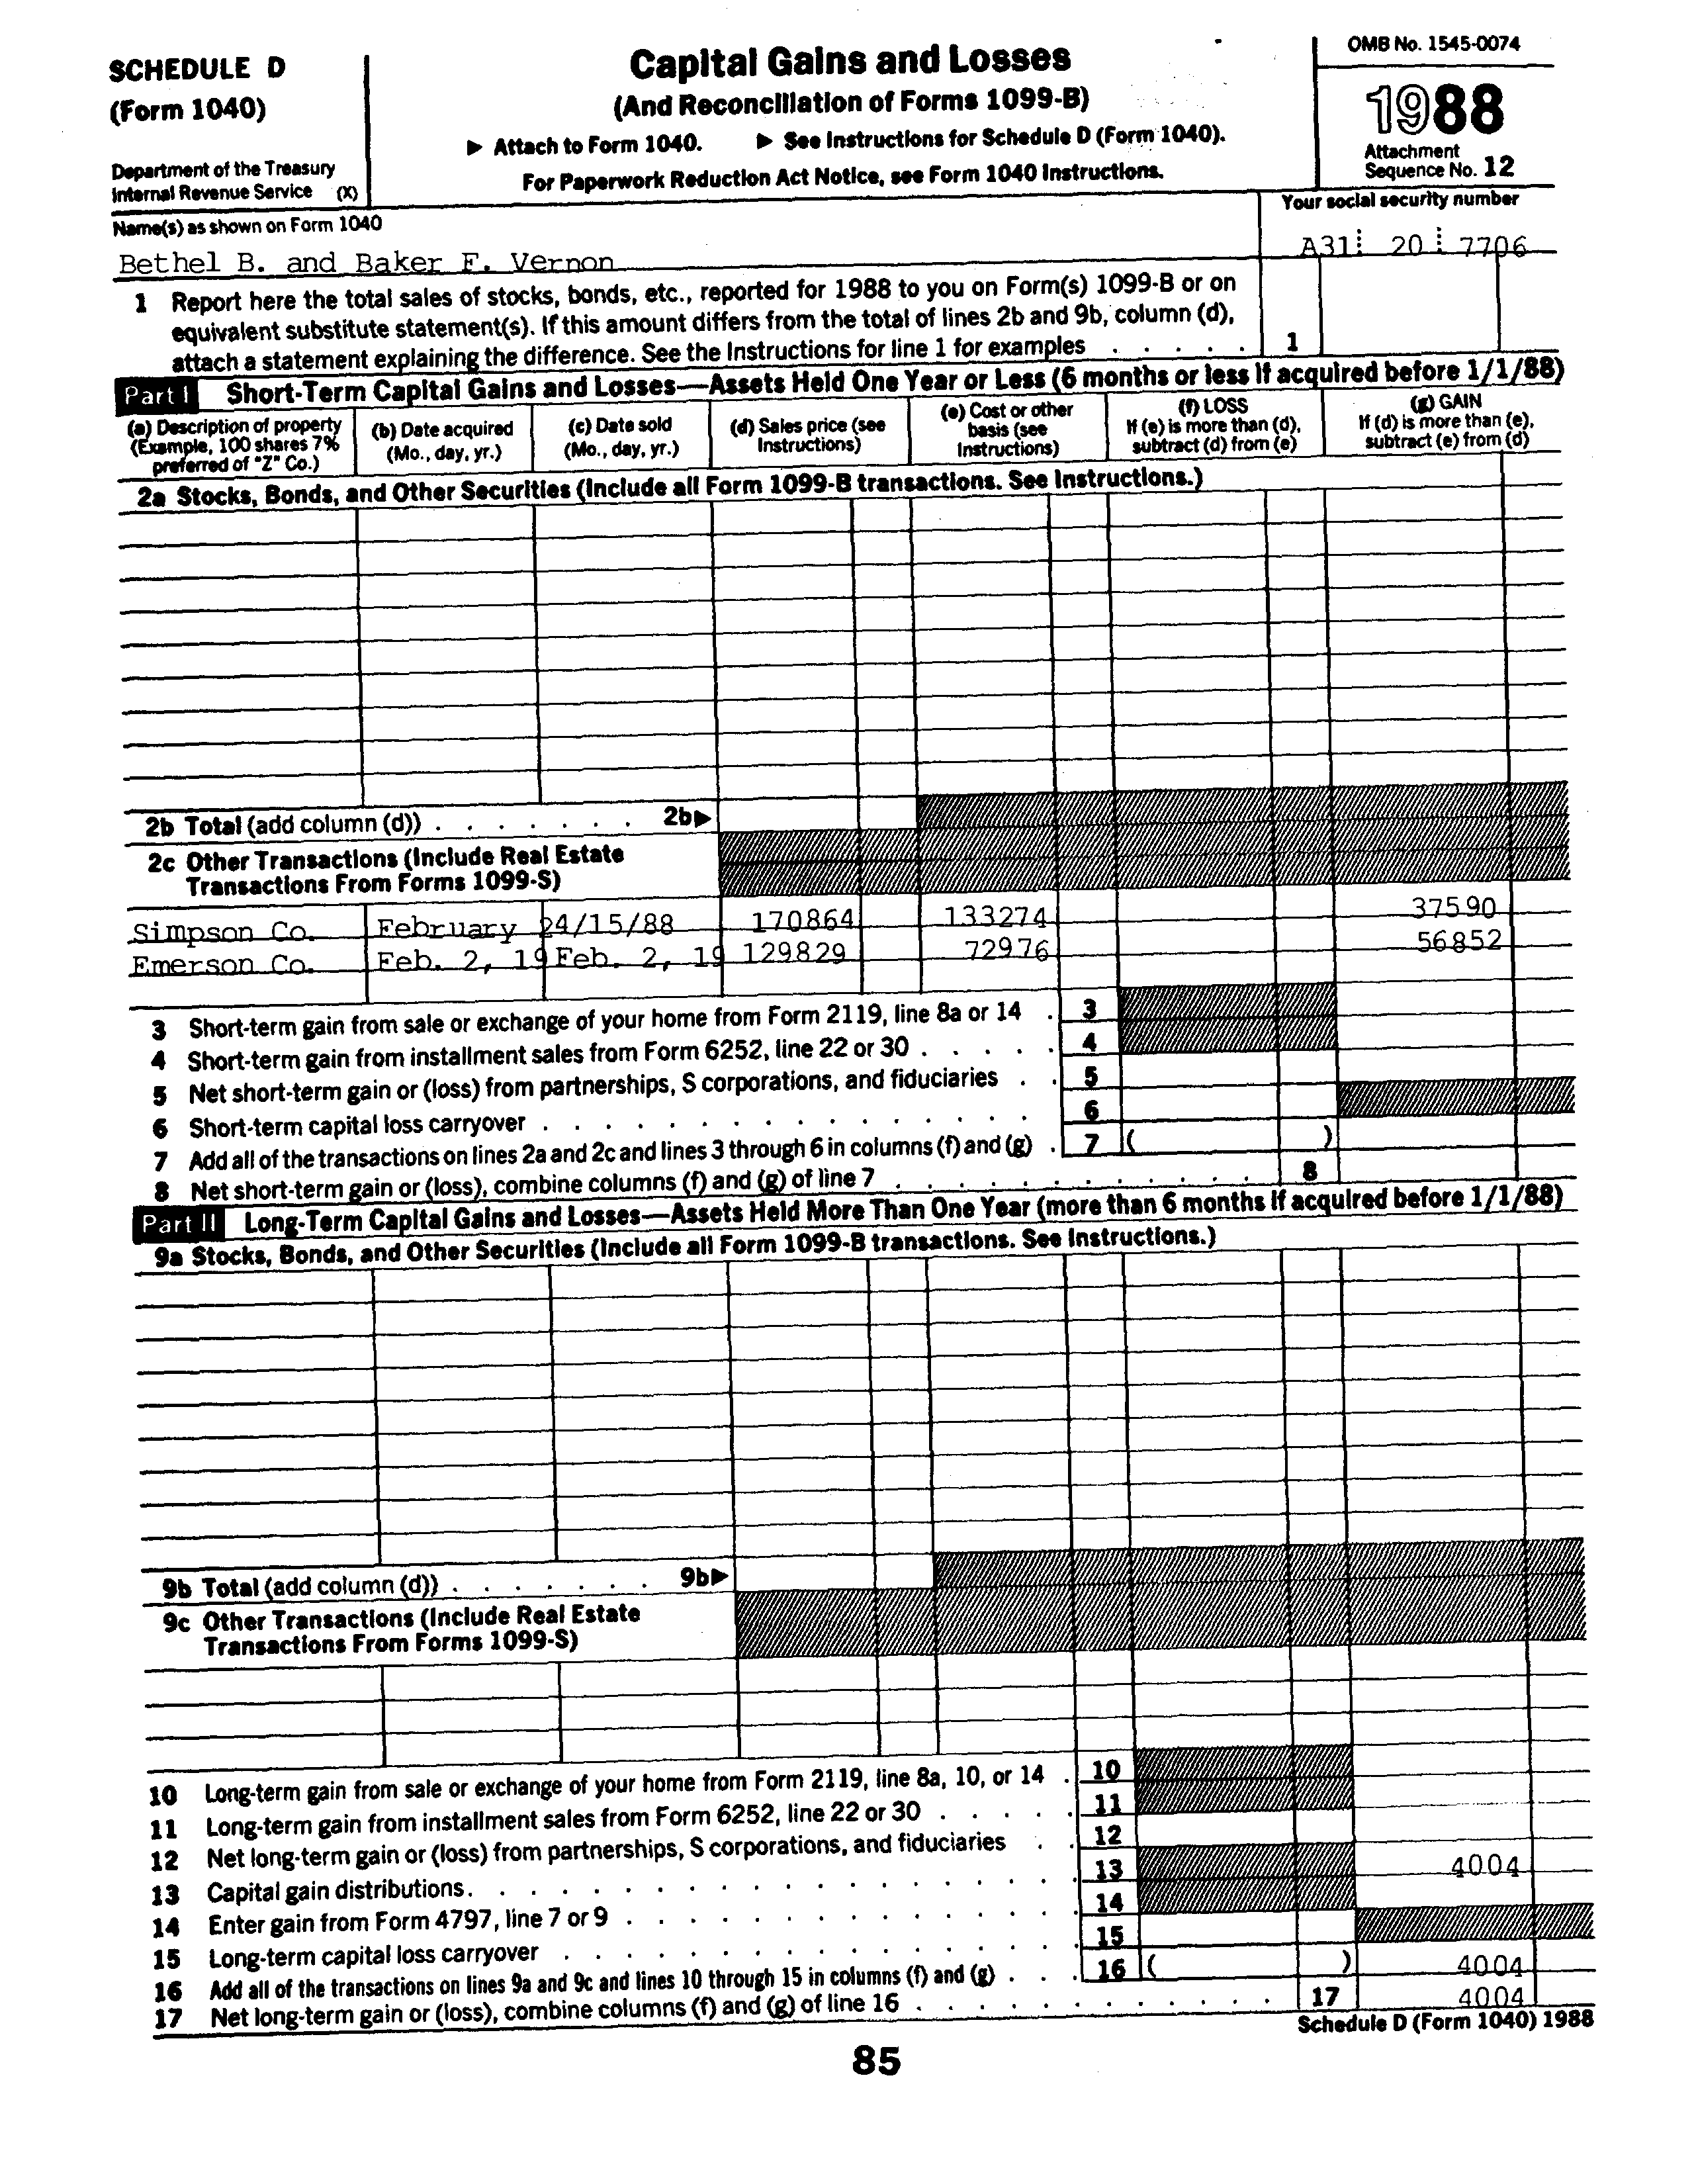 SCHEDULE D
(Form 1040)
Department of the Treasury
Internal Revenue Service (X)
Capital Gains and Losses
(And Reconciliation of Forms 1099-B)
▶ Attach to Form 1040. ▶ See Instructions for Schedule D (Form 1040).
For Paperwork Reduction Act Notice, see Form 1040 Instructions.
OMB No. 1545-0074
1988
Attachment
Sequence No. 12
Name(s) as shown on Form 1040
Your social security number
Bethel B. and Baker F. Vernon
A31 20 7706
1 Report here the total sales of stocks, bonds, etc., reported for 1988 to you on Form(s) 1099-B or on
equivalent substitute statement(s). If this amount differs from the total of lines 2b and 9b, column (d),
attach a statement explaining the difference. See the Instructions for line 1 for examples . . . . . 1
Part I Short-Term Capital Gains and Losses—Assets Held One Year or Less (6 months or less if acquired before 1/1/88)
(a) Description of property
(Example, 100 shares 7%
preferred of "Z" Co.)
(b) Date acquired
(Mo., day, yr.)
(c) Date sold
(Mo., day, yr.)
(d) Sales price (see
Instructions)
(e) Cost or other
basis (see
Instructions)
(f) LOSS
If (e) is more than (d),
subtract (d) from (e)
(g) GAIN
If (d) is more than (e),
subtract (e) from (d)
2a Stocks, Bonds, and Other Securities (Include all Form 1099-B transactions. See Instructions.)
2b Total (add column (d)) . . . . . . . 2b▶
2c Other Transactions (Include Real Estate
Transactions From Forms 1099-S)
Simpson Co. February 24/15/88 170864 133274 37590
Emerson Co. Feb. 2, 19 Feb. 2, 19 129829 72976 56852
3 Short-term gain from sale or exchange of your home from Form 2119, line 8a or 14 . 3
4 Short-term gain from installment sales from Form 6252, line 22 or 30 . . . . . 4
5 Net short-term gain or (loss) from partnerships, S corporations, and fiduciaries . . 5
6 Short-term capital loss carryover . . . . . . . . . . . . . . . . 6
7 Add all of the transactions on lines 2a and 2c and lines 3 through 6 in columns (f) and (g) . 7 ( )
8 Net short-term gain or (loss), combine columns (f) and (g) of line 7 . . . . . . . . . . . . 8
Part II Long-Term Capital Gains and Losses—Assets Held More Than One Year (more than 6 months if acquired before 1/1/88)
9a Stocks, Bonds, and Other Securities (Include all Form 1099-B transactions. See Instructions.)
9b Total (add column (d)) . . . . . . . 9b▶
9c Other Transactions (Include Real Estate
Transactions From Forms 1099-S)
10 Long-term gain from sale or exchange of your home from Form 2119, line 8a, 10, or 14 . 10
11 Long-term gain from installment sales from Form 6252, line 22 or 30 . . . . . 11
12 Net long-term gain or (loss) from partnerships, S corporations, and fiduciaries . . 12
13 Capital gain distributions. . . . . . . . . . . . . . . . . . 13 4004
14 Enter gain from Form 4797, line 7 or 9 . . . . . . . . . . . . . 14
15 Long-term capital loss carryover . . . . . . . . . . . . . . . 15
16 Add all of the transactions on lines 9a and 9c and lines 10 through 15 in columns (f) and (g) . . . 16 ( ) 4004
17 Net long-term gain or (loss), combine columns (f) and (g) of line 16 . . . . . . . . . . . . 17 4004
Schedule D (Form 1040) 1988
85